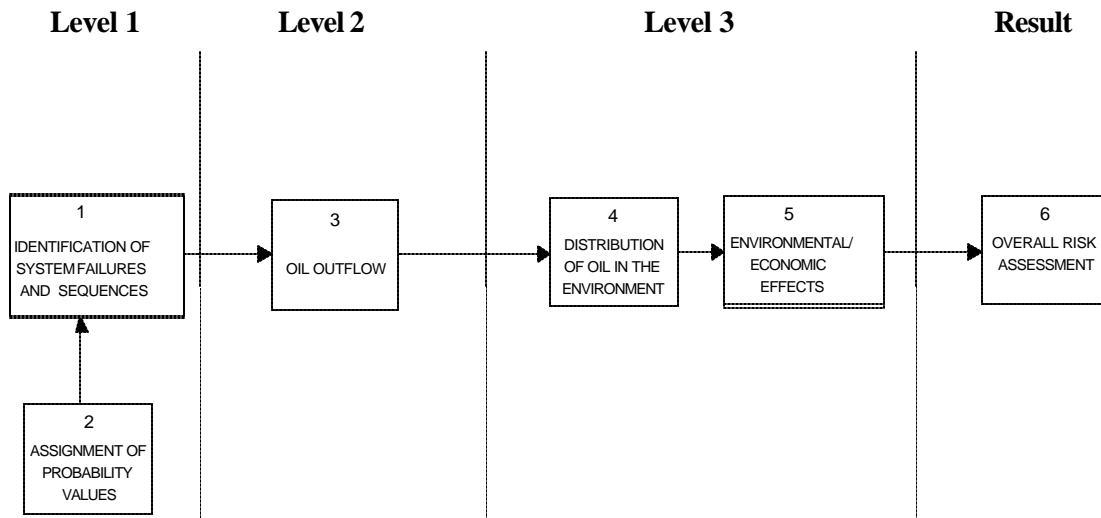 Level 1
Level 2
Level 3
Result
1
IDENTIFICATION OF
SYSTEM FAILURES
AND SEQUENCES
2
ASSIGNMENT OF
PROBABILITY
VALUES
3
OIL OUTFLOW
4
DISTRIBUTION
OF OIL IN THE
ENVIRONMENT
5
ENVIRONMENTAL/
ECONOMIC
EFFECTS
6
OVERALL RISK
ASSESSMENT